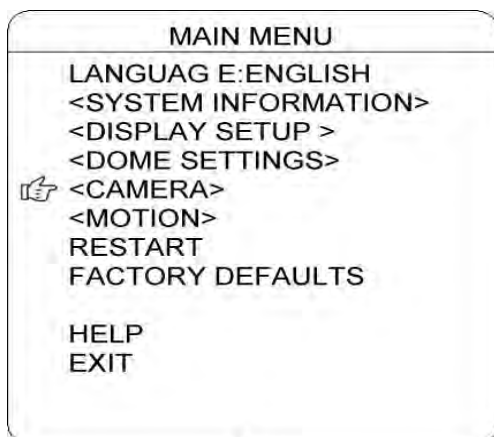 MAIN MENU
LANGUAG E:ENGLISH
<SYSTEM INFORMATION>
<DISPLAY SETUP >
<DOME SETTINGS>
<CAMERA>
<MOTION>
RESTART
FACTORY DEFAULTS
HELP
EXIT